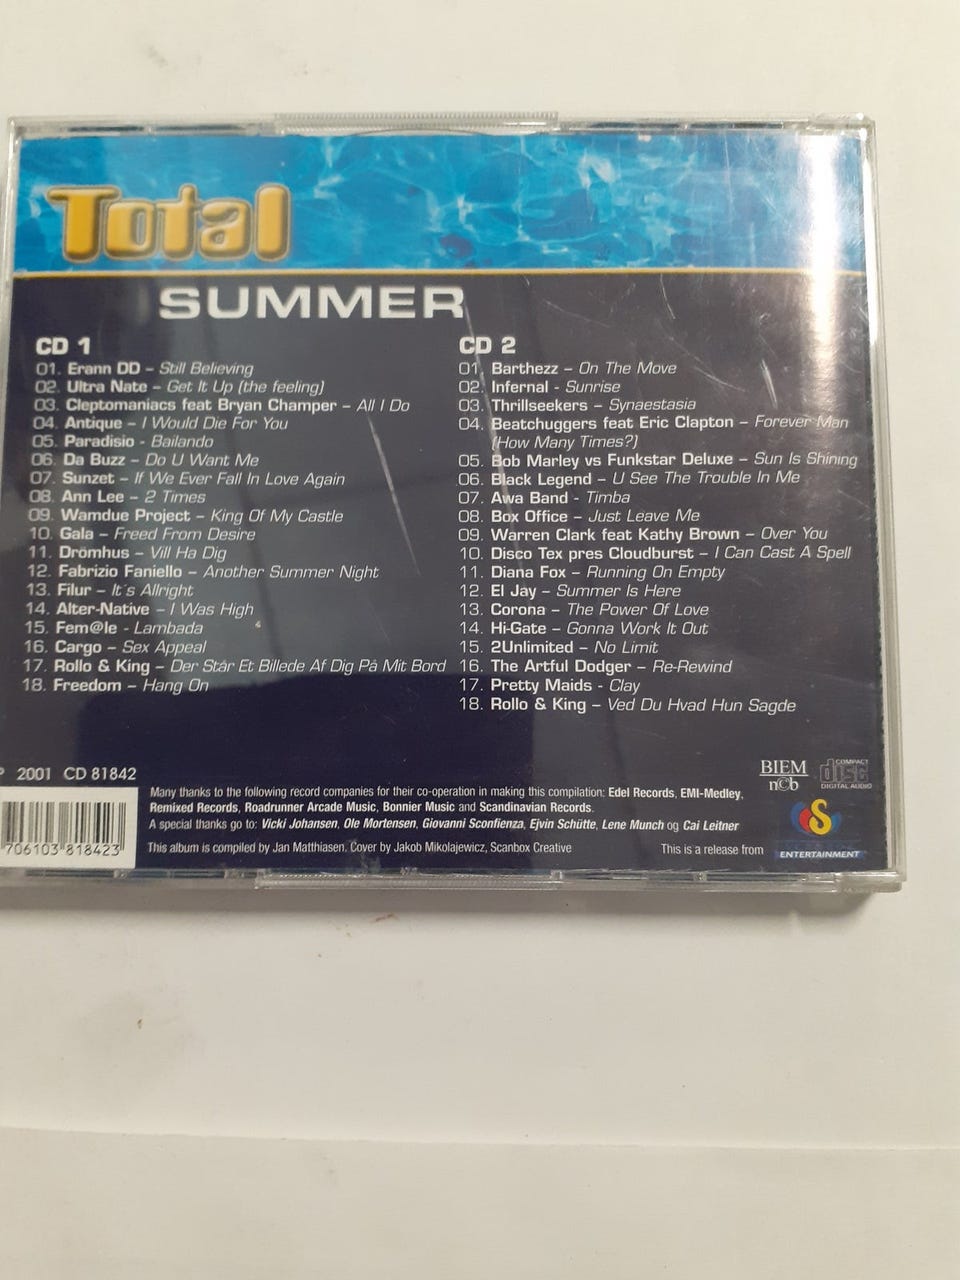 Total
SUMMER
CD 1
01. Erann DD – Still Believing
02. Ultra Nate – Get It Up (the feeling)
03. Cleptomaniacs feat Bryan Champer – All I Do
04. Antique – I Would Die For You
05. Paradisio - Bailando
06. Da Buzz – Do U Want Me
07. Sunzet – If We Ever Fall In Love Again
08. Ann Lee – 2 Times
09. Wamdue Project – King Of My Castle
10. Gala – Freed From Desire
11. Drömhus – Vill Ha Dig
12. Fabrizio Faniello – Another Summer Night
13. Filur – It´s Allright
14. Alter-Native – I Was High
15. Fem@le - Lambada
16. Cargo – Sex Appeal
17. Rollo & King – Der Står Et Billede Af Dig På Mit Bord
18. Freedom – Hang On
CD 2
01. Barthezz – On The Move
02. Infernal - Sunrise
03. Thrillseekers – Synaestasia
04. Beatchuggers feat Eric Clapton – Forever Man
(How Many Times?)
05. Bob Marley vs Funkstar Deluxe – Sun Is Shining
06. Black Legend – U See The Trouble In Me
07. Awa Band - Timba
08. Box Office – Just Leave Me
09. Warren Clark feat Kathy Brown – Over You
10. Disco Tex pres Cloudburst – I Can Cast A Spell
11. Diana Fox – Running On Empty
12. El Jay – Summer Is Here
13. Corona – The Power Of Love
14. Hi-Gate – Gonna Work It Out
15. 2Unlimited – No Limit
16. The Artful Dodger – Re-Rewind
17. Pretty Maids - Clay
18. Rollo & King – Ved Du Hvad Hun Sagde
P 2001 CD 81842
BIEM
n©b
COMPACT
disc
DIGITAL AUDIO
Many thanks to the following record companies for their co-operation in making this compilation: Edel Records, EMI-Medley,
Remixed Records, Roadrunner Arcade Music, Bonnier Music and Scandinavian Records.
A special thanks go to: Vicki Johansen, Ole Mortensen, Giovanni Sconfienza, Ejvin Schütte, Lene Munch og Cai Leitner
This album is compiled by Jan Matthiasen. Cover by Jakob Mikolajewicz, Scanbox Creative
This is a release from
ENTERTAINMENT
706103 818423